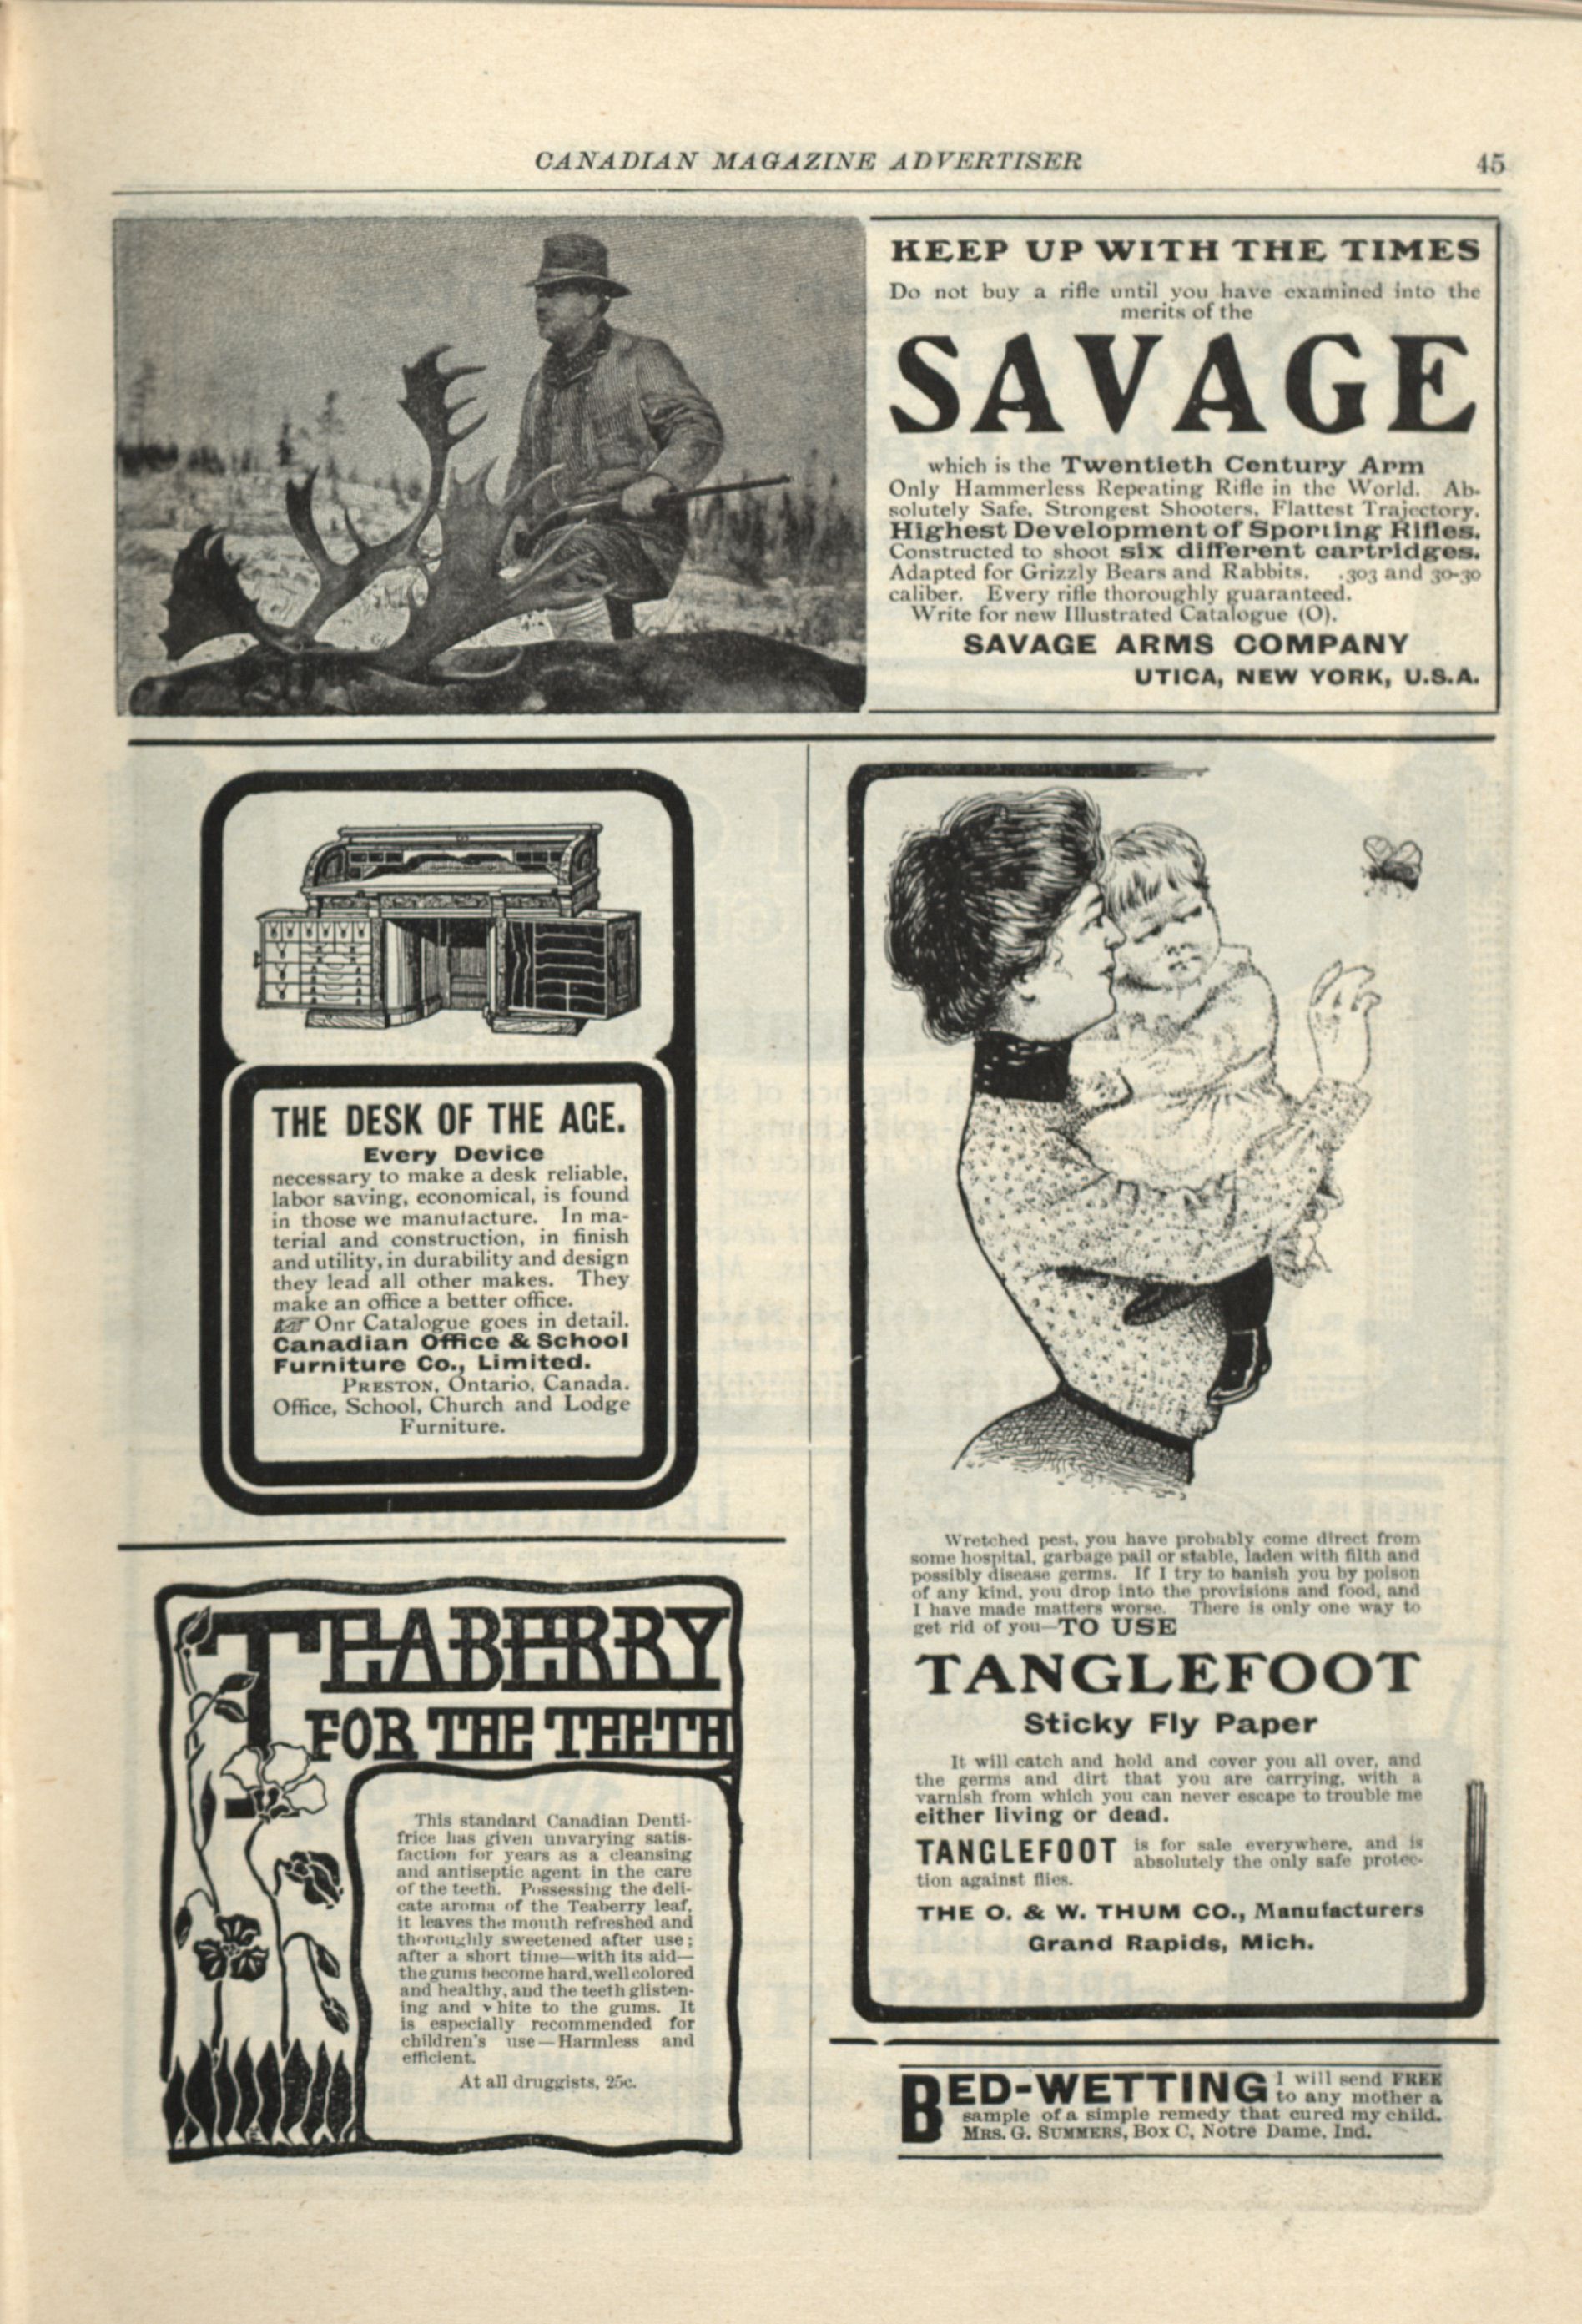 CANADIAN MAGAZINE ADVERTISER 45
KEEP UP WITH THE TIMES
Do not buy a rifle until you have examined into the
merits of the
SAVAGE
which is the Twentieth Century Arm
Only Hammerless Repeating Rifle in the World. Ab-
solutely Safe, Strongest Shooters, Flattest Trajectory.
Highest Development of Sporting Rifles.
Constructed to shoot six different cartridges.
Adapted for Grizzly Bears and Rabbits. .303 and 30-30
caliber. Every rifle thoroughly guaranteed.
Write for new Illustrated Catalogue (O).
SAVAGE ARMS COMPANY
UTICA, NEW YORK, U.S.A.
THE DESK OF THE AGE.
Every Device
necessary to make a desk reliable,
labor saving, economical, is found
in those we manufacture. In ma-
terial and construction, in finish
and utility, in durability and design
they lead all other makes. They
make an office a better office.
☞ Onr Catalogue goes in detail.
Canadian Office & School
Furniture Co., Limited.
PRESTON, Ontario, Canada.
Office, School, Church and Lodge
Furniture.
TEABERRY
FOR THE TEETH
This standard Canadian Denti-
frice has given unvarying satis-
faction for years as a cleansing
and antiseptic agent in the care
of the teeth. Possessing the deli-
cate aroma of the Teaberry leaf,
it leaves the mouth refreshed and
thoroughly sweetened after use;
after a short time—with its aid—
the gums become hard, well colored
and healthy, and the teeth glisten-
ing and white to the gums. It
is especially recommended for
children's use—Harmless and
efficient.
At all druggists, 25c.
Wretched pest, you have probably come direct from
some hospital, garbage pail or stable, laden with filth and
possibly disease germs. If I try to banish you by poison
of any kind, you drop into the provisions and food, and
I have made matters worse. There is only one way to
get rid of you—TO USE
TANGLEFOOT
Sticky Fly Paper
It will catch and hold and cover you all over, and
the germs and dirt that you are carrying, with a
varnish from which you can never escape to trouble me
either living or dead.
TANGLEFOOT is for sale everywhere, and is
absolutely the only safe protec-
tion against flies.
THE O. & W. THUM CO., Manufacturers
Grand Rapids, Mich.
BED-WETTING I will send FREE
to any mother a
sample of a simple remedy that cured my child.
MRS. G. SUMMERS, Box C, Notre Dame, Ind.